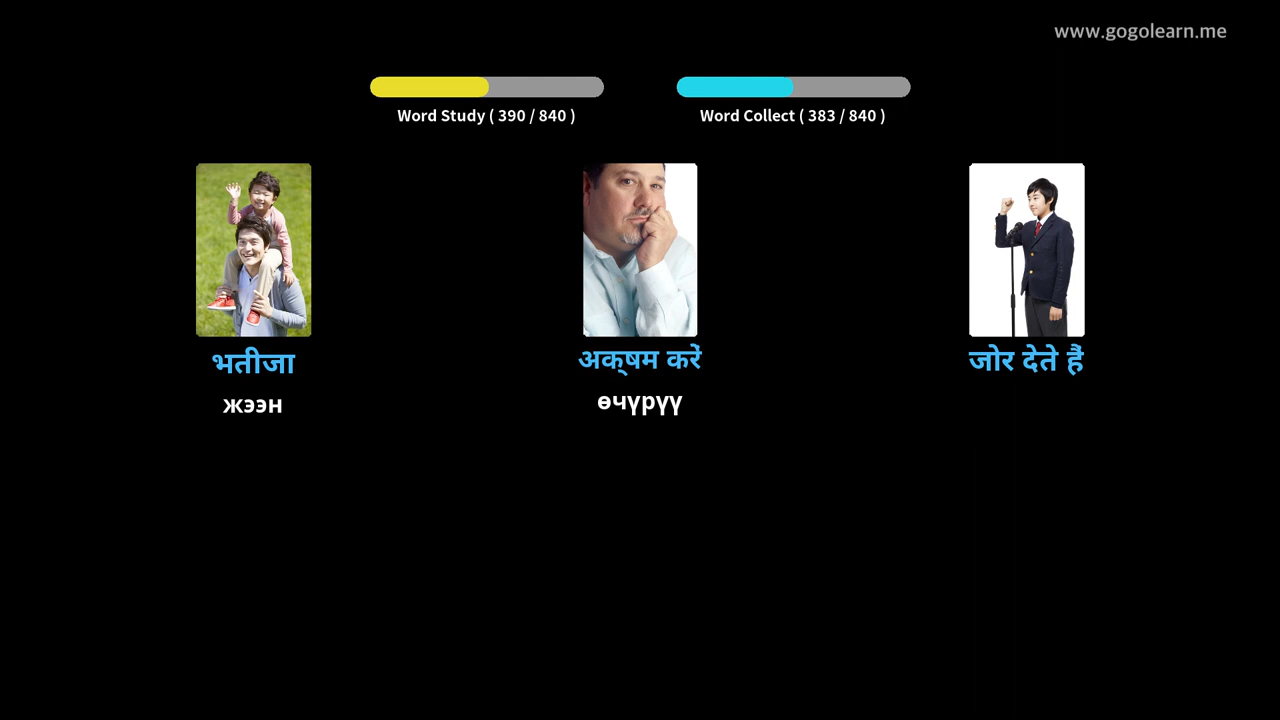 www.gogolearn.me
Word Study ( 390 / 840 )
Word Collect ( 383 / 840 )
भतीजा
अक्षम करें
जोर देते हैं
жээн
өчүрүү